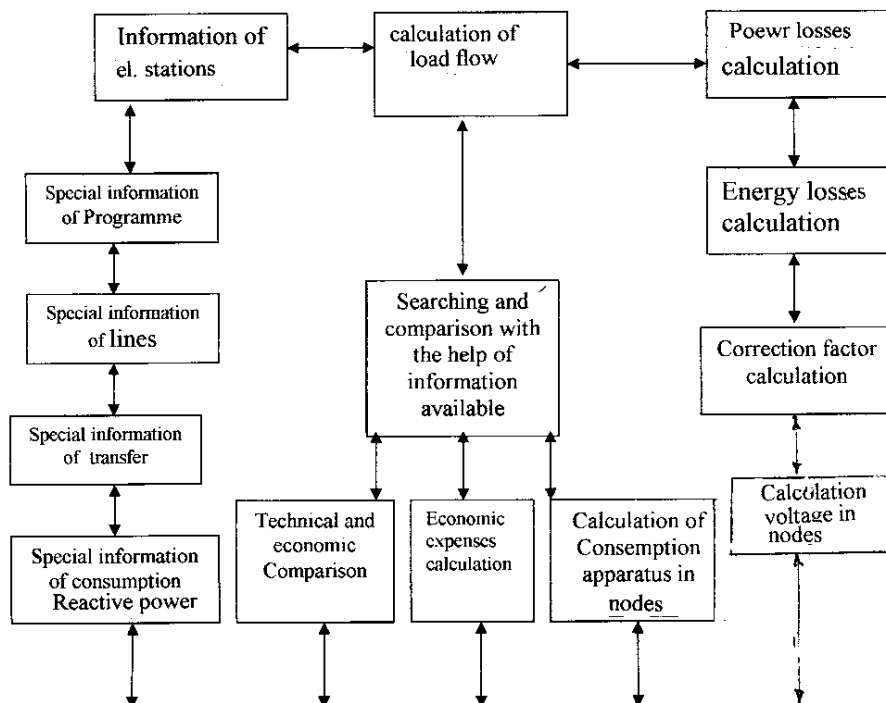 Information of
el. stations
calculation of
load flow
Poewr losses
calculation
Special information
of Programme
Energy losses
calculation
Special information
of lines
Searching and
comparison with
the help of
information
available
Correction factor
calculation
Special information
of transfer
Technical and
economic
Comparison
Economic
expenses
calculation
Calculation of
Consemption
apparatus in
nodes
Calculation
voltage in
nodes
Special information
of consumption
Reactive power